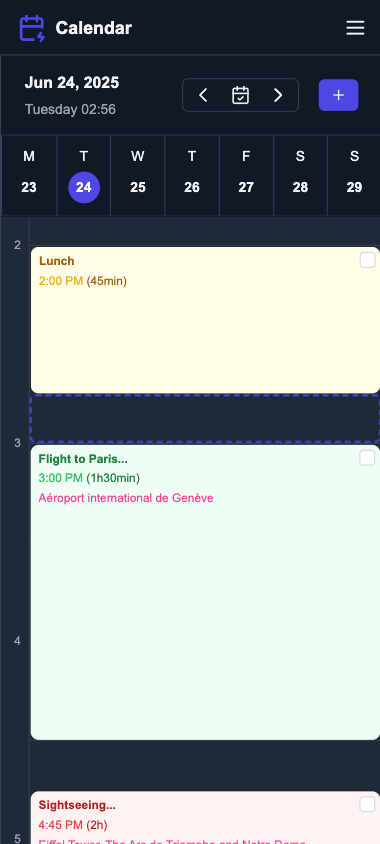 Calendar
Jun 24, 2025
Tuesday 02:56
M T W T F S S
23 24 25 26 27 28 29
2
Lunch
2:00 PM (45min)
3
Flight to Paris...
3:00 PM (1h30min)
Aéroport international de Genève
4
Sightseeing...
4:45 PM (2h)
5
Eiffel Tower, The Arc de Triomphe and Notre Dame